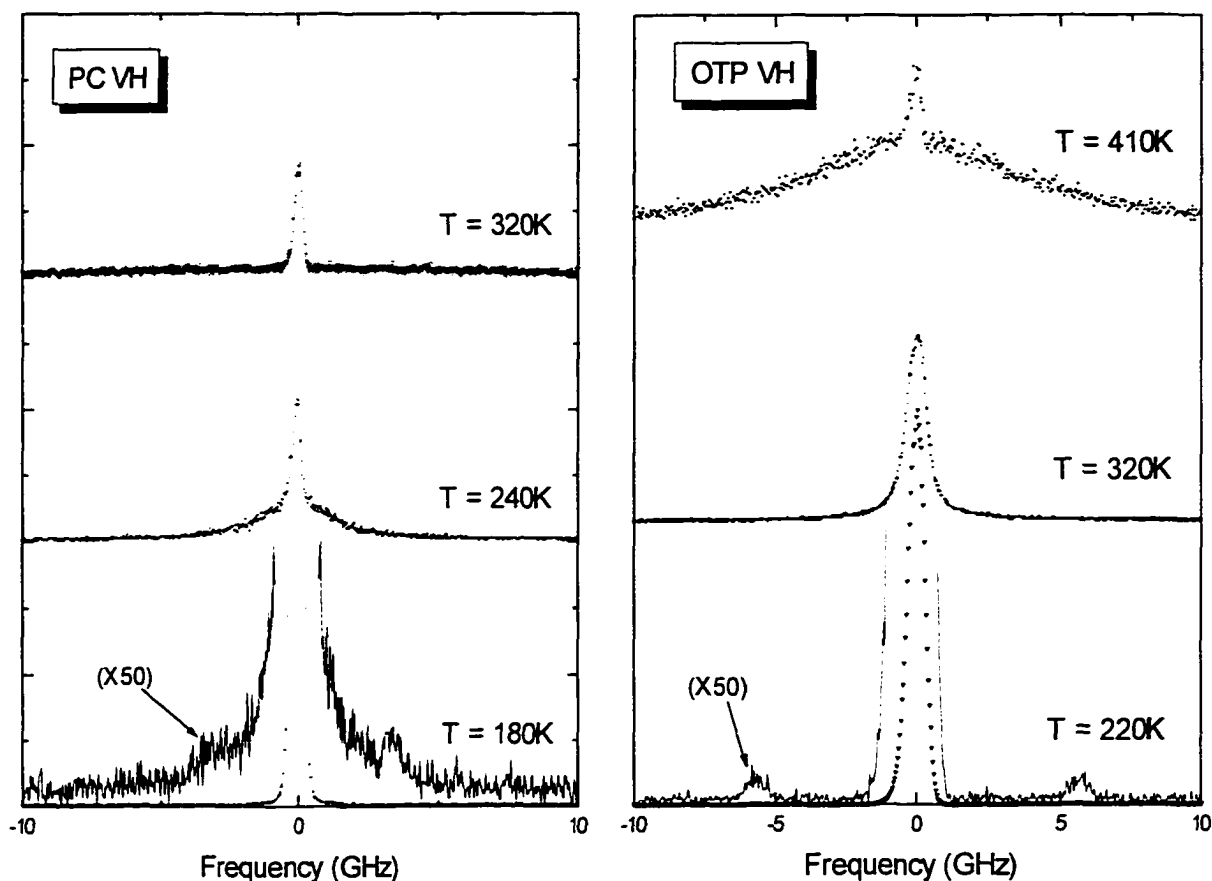 PC VH
T = 320K
T = 240K
(X50)
T = 180K
-10
0
10
Frequency (GHz)
OTP VH
T = 410K
T = 320K
(X50)
T = 220K
-10
-5
0
5
10
Frequency (GHz)